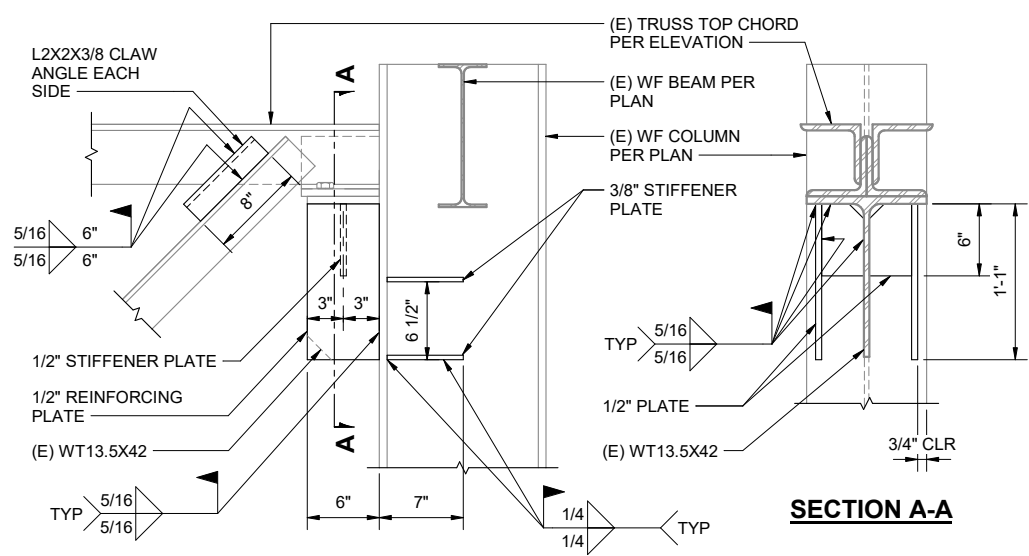 (E) TRUSS TOP CHORD
PER ELEVATION
L2X2X3/8 CLAW
ANGLE EACH
SIDE
A
(E) WF BEAM PER
PLAN
(E) WF COLUMN
PER PLAN
3/8" STIFFENER
PLATE
8"
5/16 6"
5/16 6"
3" 3"
6 1/2"
1/2" STIFFENER PLATE
1/2" REINFORCING
PLATE
(E) WT13.5X42
A
TYP 5/16
5/16
6" 7"
1/4 TYP
1/4
6"
1'-1"
TYP 5/16
5/16
1/2" PLATE
(E) WT13.5X42
3/4" CLR
SECTION A-A